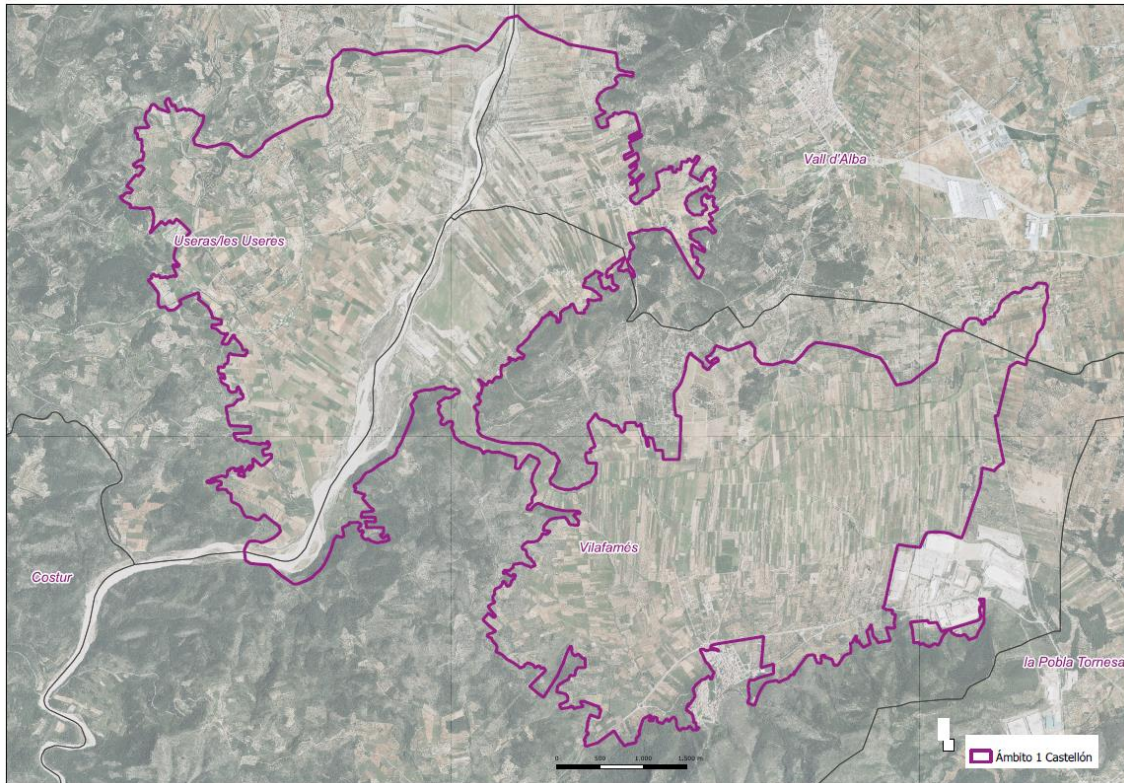 Vall d'Alba
Useras/les Useres
Vilafamés
Costur
la Pobla Tornesa
0 500 1.000 1.500 m
Ámbito 1 Castellón